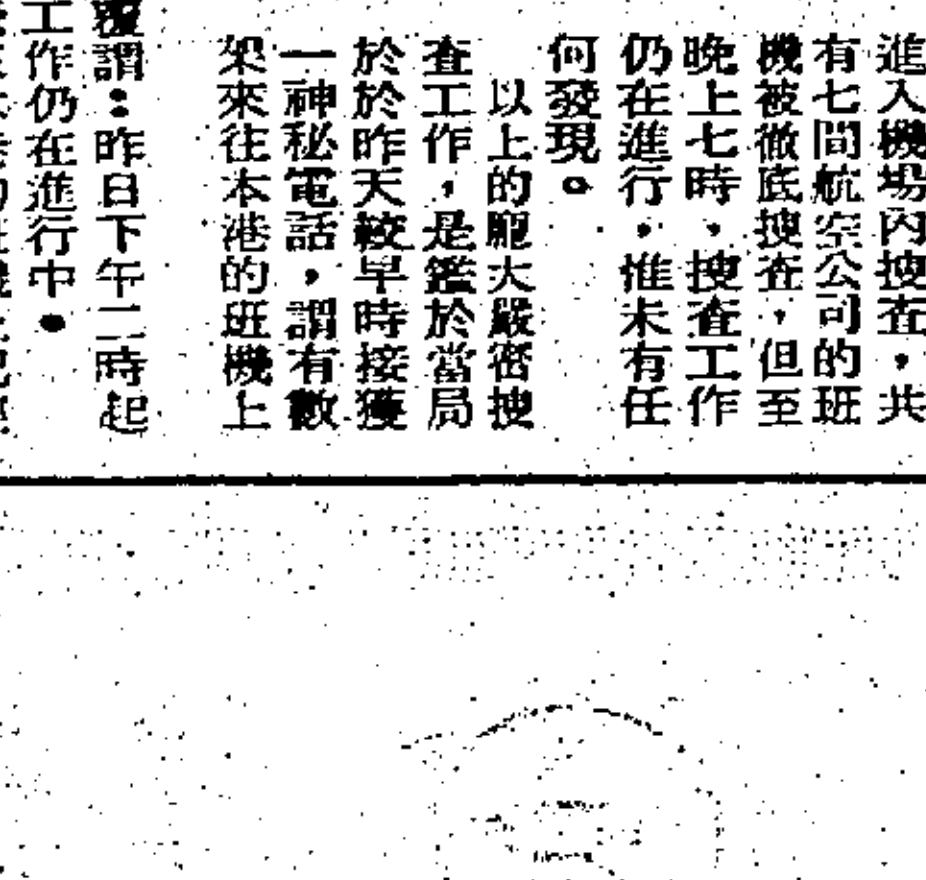 進入機場內搜查，共
有七間航空公司的班
機被徹底搜查，但至
晚上七時，搜查工作
仍在進行，惟未有任
何發現。
以上的龐大嚴密搜
查工作，是鑑於當局
於於昨天較早時接獲
一神秘電話，謂有數
架來往本港的班機上
覆謂：昨日下午二時起
工作仍在進行中。